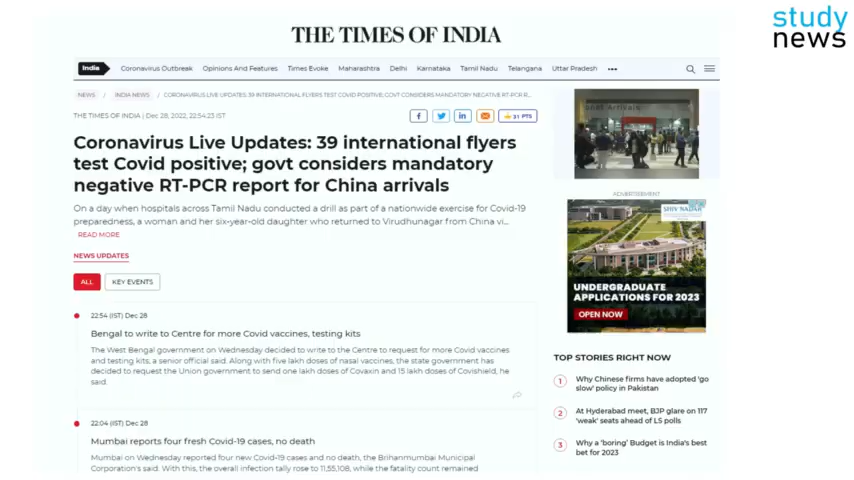 study
news
THE TIMES OF INDIA
India Coronavirus Outbreak Opinions And Features Times Evoke Maharashtra Delhi Karnataka Tamil Nadu Telangana Uttar Pradesh •••
NEWS / INDIA NEWS / CORONAVIRUS LIVE UPDATES: 39 INTERNATIONAL FLYERS TEST COVID POSITIVE; GOVT CONSIDERS MANDATORY NEGATIVE RT-PCR R...
THE TIMES OF INDIA | Dec 28, 2022, 22:54:23 IST
31 PTS
Coronavirus Live Updates: 39 international flyers
test Covid positive; govt considers mandatory
negative RT-PCR report for China arrivals
On a day when hospitals across Tamil Nadu conducted a drill as part of a nationwide exercise for Covid-19
preparedness, a woman and her six-year-old daughter who returned to Virudhunagar from China vi...
READ MORE
NEWS UPDATES
ALL KEY EVENTS
22:54 (IST) Dec 28
Bengal to write to Centre for more Covid vaccines, testing kits
The West Bengal government on Wednesday decided to write to the Centre to request for more Covid vaccines
and testing kits, a senior official said. Along with five lakh doses of nasal vaccines, the state government has
decided to request the Union government to send one lakh doses of Covaxin and 15 lakh doses of Covishield, he
said.
22:04 (IST) Dec 28
Mumbai reports four fresh Covid-19 cases, no death
Mumbai on Wednesday reported four new Covid-19 cases and no death, the Brihanmumbai Municipal
Corporation's said. With this, the overall infection tally rose to 11,55,108, while the fatality count remained
ADVERTISEMENT
SHIV NADAR
UNDERGRADUATE
APPLICATIONS FOR 2023
OPEN NOW
TOP STORIES RIGHT NOW
1 Why Chinese firms have adopted 'go
slow' policy in Pakistan
2 At Hyderabad meet, BJP glare on 117
'weak' seats ahead of LS polls
3 Why a 'boring' Budget is India's best
bet for 2023